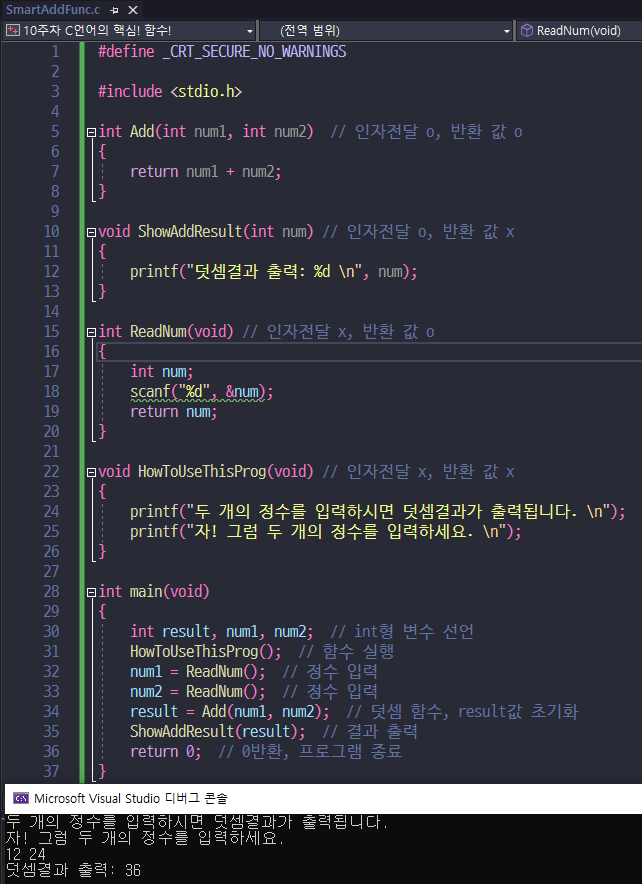 SmartAddFunc.c
10주차 C언어의 핵심! 함수! (전역 범위) ReadNum(void)
1 #define _CRT_SECURE_NO_WARNINGS
2
3 #include <stdio.h>
4
5 int Add(int num1, int num2) // 인자전달 o, 반환 값 o
6 {
7 return num1 + num2;
8 }
9
10 void ShowAddResult(int num) // 인자전달 o, 반환 값 x
11 {
12 printf("덧셈결과 출력: %d \n", num);
13 }
14
15 int ReadNum(void) // 인자전달 x, 반환 값 o
16 {
17 int num;
18 scanf("%d", &num);
19 return num;
20 }
21
22 void HowToUseThisProg(void) // 인자전달 x, 반환 값 x
23 {
24 printf("두 개의 정수를 입력하시면 덧셈결과가 출력됩니다. \n");
25 printf("자! 그럼 두 개의 정수를 입력하세요. \n");
26 }
27
28 int main(void)
29 {
30 int result, num1, num2; // int형 변수 선언
31 HowToUseThisProg(); // 함수 실행
32 num1 = ReadNum(); // 정수 입력
33 num2 = ReadNum(); // 정수 입력
34 result = Add(num1, num2); // 덧셈 함수, result값 초기화
35 ShowAddResult(result); // 결과 출력
36 return 0; // 0반환, 프로그램 종료
37 }
Microsoft Visual Studio 디버그 콘솔
두 개의 정수를 입력하시면 덧셈결과가 출력됩니다.
자! 그럼 두 개의 정수를 입력하세요.
12 24
덧셈결과 출력: 36